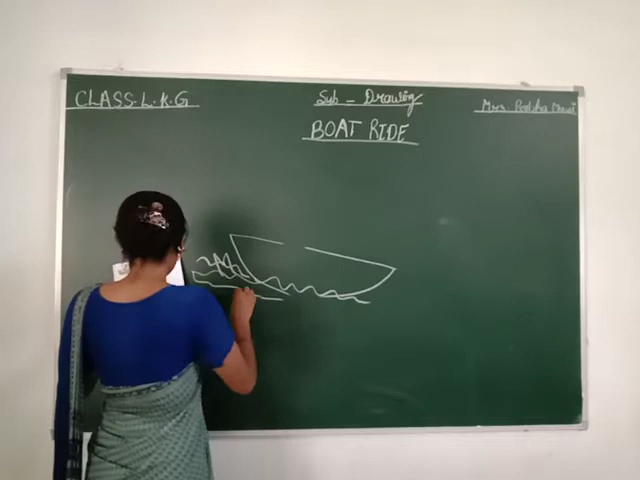 CLASS. L. K. G
Sub - Drawing
Mrs.
BOAT RIDE